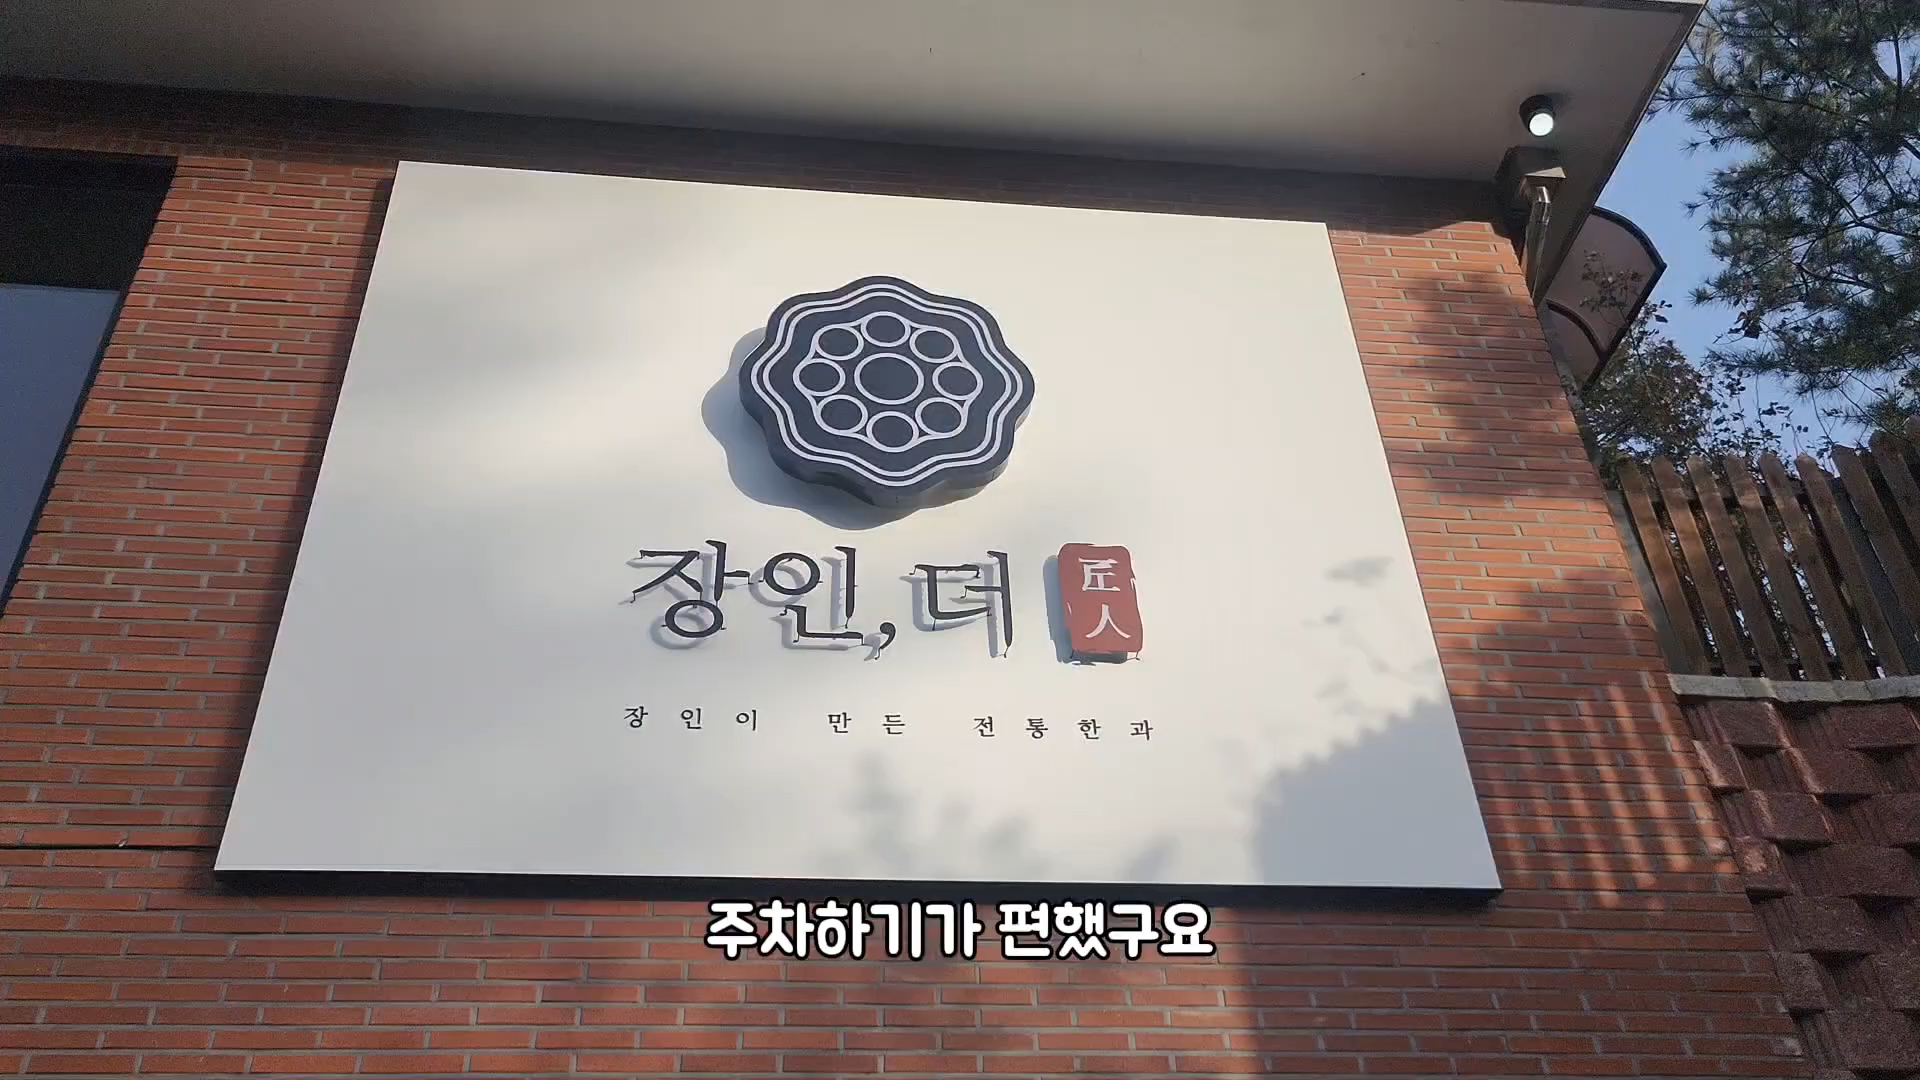 장인, 더 匠人
장인이 만든 전통한과
주차하기가 편했구요